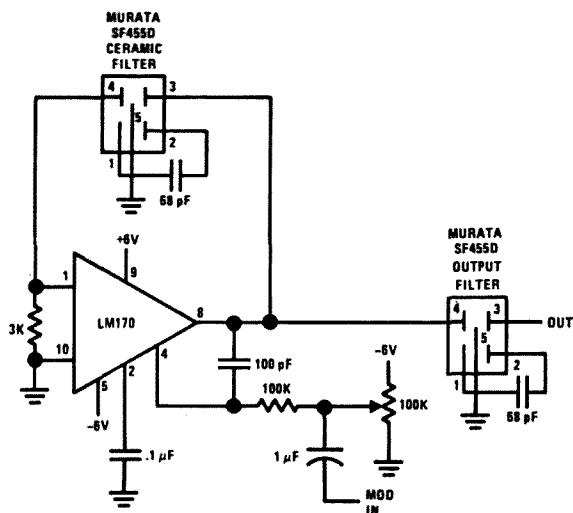 MURATA
SF455D
CERAMIC
FILTER
4
3
5
1
2
68 pF
+6V
9
1
LM170
8
3K
10
5
2
4
-6V
.1 μF
100 pF
100K
1 μF
-6V
100K
MOD
IN
MURATA
SF455D
OUTPUT
FILTER
4
3
OUT
5
1
2
68 pF